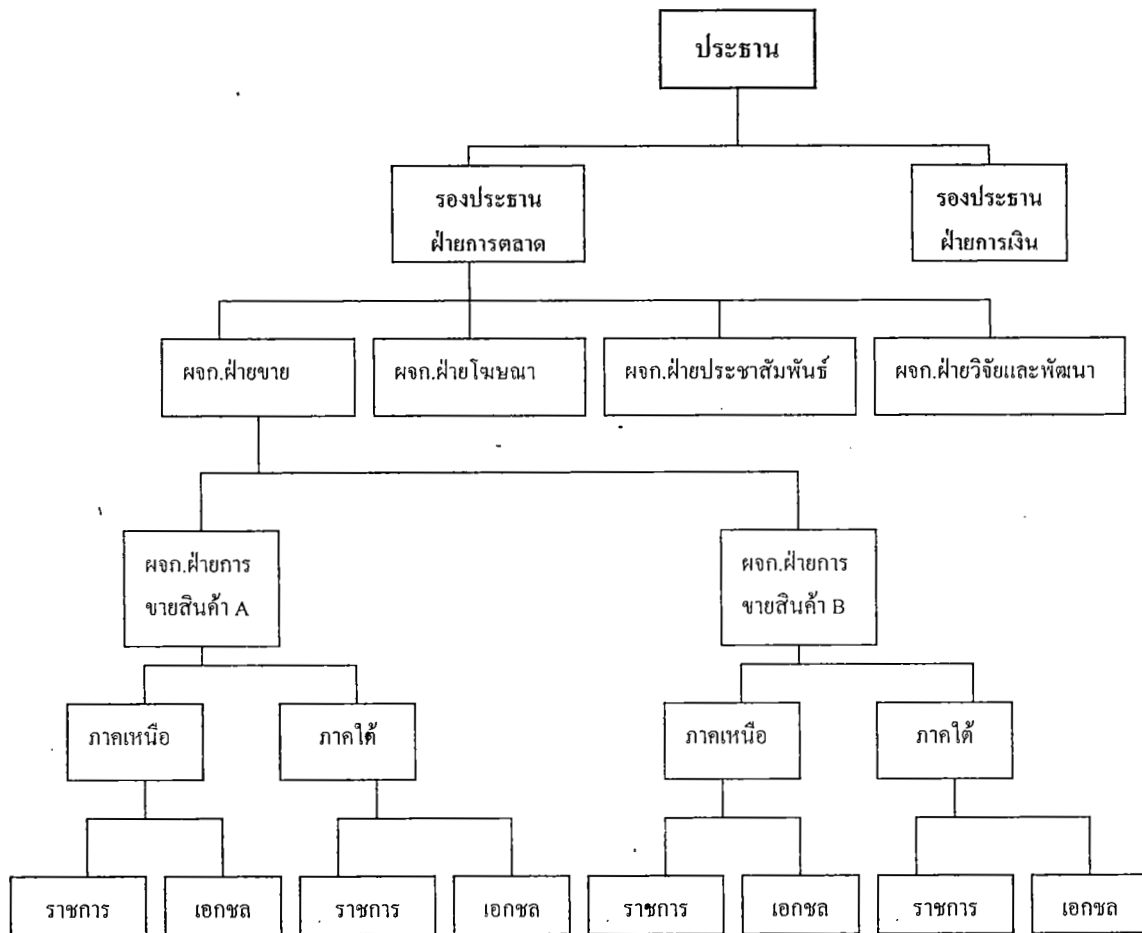 ประธาน
รองประธาน
ฝ่ายการตลาด
รองประธาน
ฝ่ายการเงิน
ผจก.ฝ่ายขาย
ผจก.ฝ่ายโฆษณา
ผจก.ฝ่ายประชาสัมพันธ์
ผจก.ฝ่ายวิจัยและพัฒนา
ผจก.ฝ่ายการ
ขายสินค้า A
ผจก.ฝ่ายการ
ขายสินค้า B
ภาคเหนือ
ภาคใต้
ภาคเหนือ
ภาคใต้
ราชการ
เอกชล
ราชการ
เอกชล
ราชการ
เอกชล
ราชการ
เอกชล